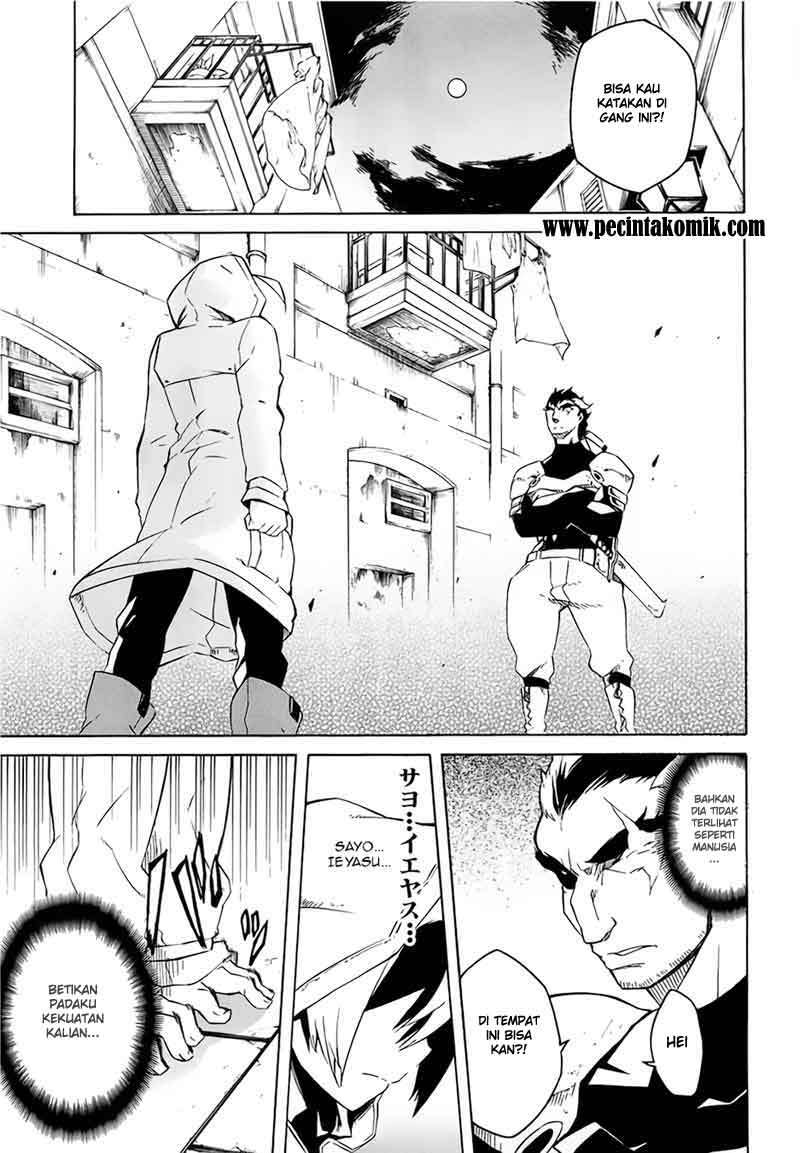 BISA KAU
KATAKAN DI
GANG INI?!
www.pecintakomik.com
BAHKAN
DIA TIDAK
TERLIHAT
SEPERTI
MANUSIA
...
HEI
DI TEMPAT
INI BISA
KAN?!
サヨ…イエヤス…
SAYO...
IEYASU...
BETIKAN
PADAKU
KEKUATAN
KALIAN...